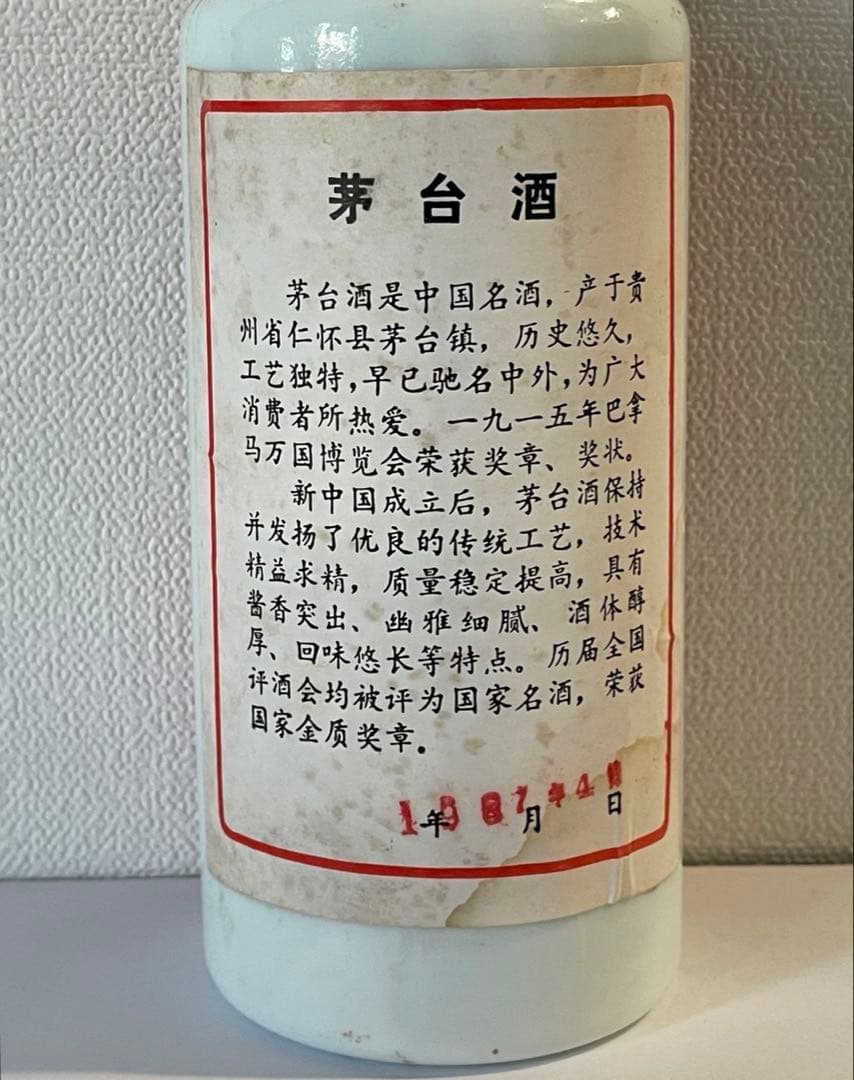 茅台酒
茅台酒是中国名酒，产于贵
州省仁怀县茅台镇，历史悠久，
工艺独特，早已驰名中外，为广大
消费者所热爱。一九一五年巴拿
马万国博览会荣获奖章、奖状。
新中国成立后，茅台酒保持
并发扬了优良的传统工艺，技术
精益求精，质量稳定提高，具有
酱香突出、幽雅细腻、酒体醇
厚、回味悠长等特点。历届全国
评酒会均被评为国家名酒，荣获
国家金质奖章。
1987年4月
年 月 日